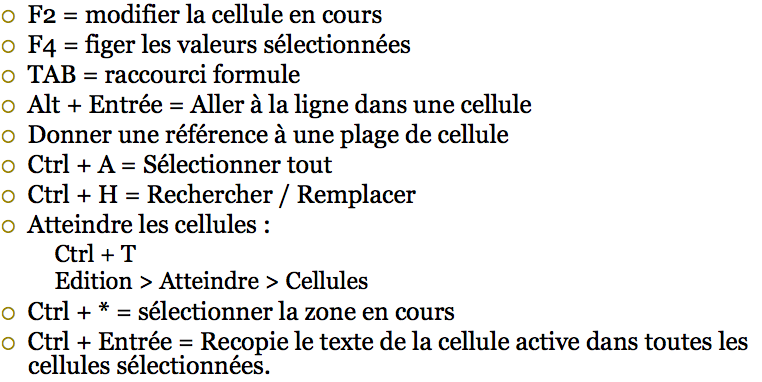 F2 = modifier la cellule en cours
F4 = figer les valeurs sélectionnées
TAB = raccourci formule
Alt + Entrée = Aller à la ligne dans une cellule
Donner une référence à une plage de cellule
Ctrl + A = Sélectionner tout
Ctrl + H = Rechercher / Remplacer
Atteindre les cellules :
Ctrl + T
Edition > Atteindre > Cellules
Ctrl + * = sélectionner la zone en cours
Ctrl + Entrée = Recopie le texte de la cellule active dans toutes les
cellules sélectionnées.